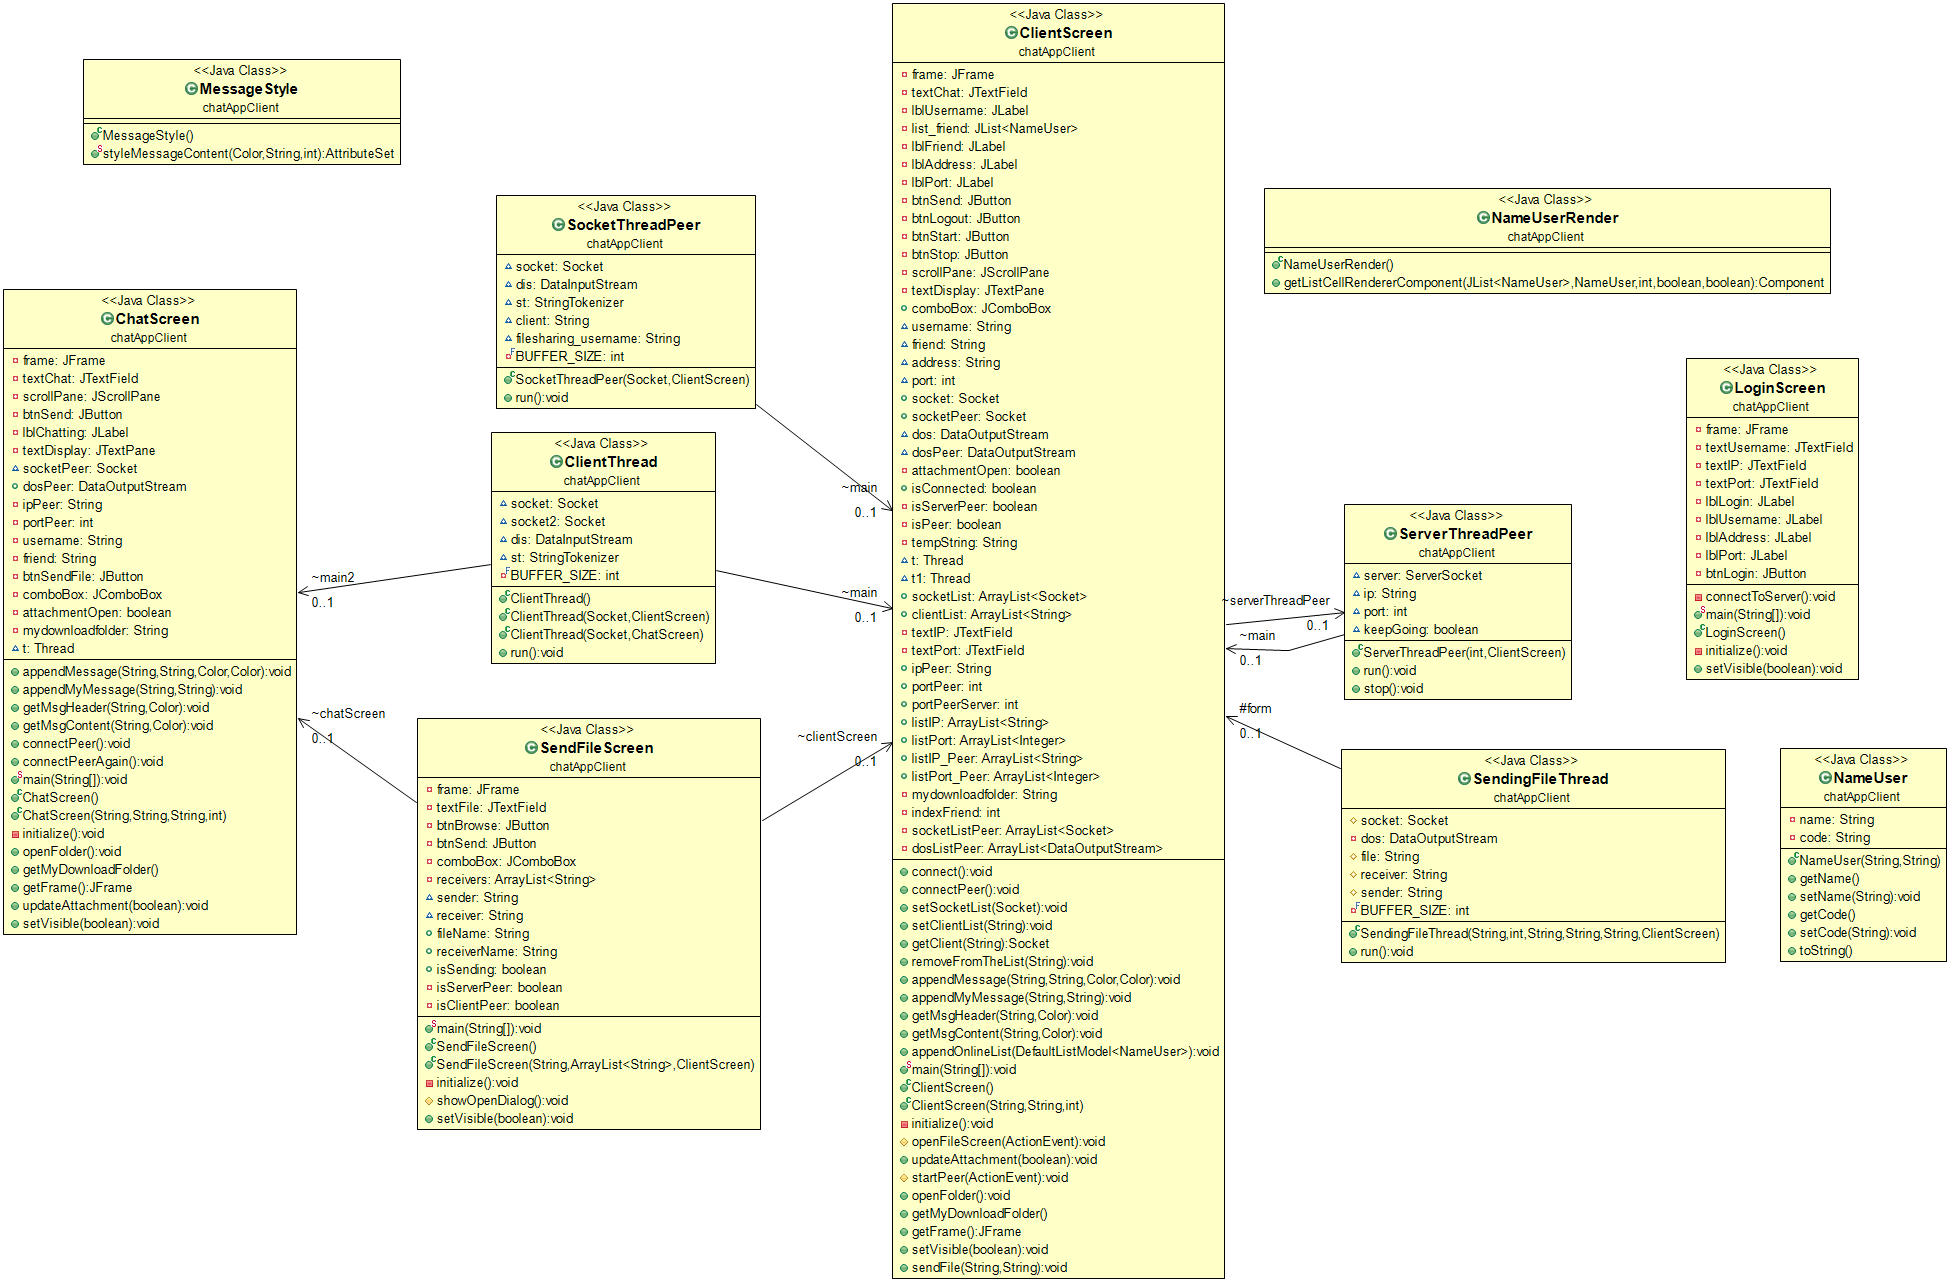 <<Java Class>>
MessageStyle
chatAppClient
MessageStyle()
styleMessageContent(Color,String,int):AttributeSet
<<Java Class>>
ChatScreen
chatAppClient
frame: JFrame
textChat: JTextField
scrollPane: JScrollPane
btnSend: JButton
lblChatting: JLabel
textDisplay: JTextPane
socketPeer: Socket
dosPeer: DataOutputStream
ipPeer: String
portPeer: int
username: String
friend: String
btnSendFile: JButton
comboBox: JComboBox
attachmentOpen: boolean
mydownloadfolder: String
t: Thread
appendMessage(String,String,Color,Color):void
appendMyMessage(String,String):void
getMsgHeader(String,Color):void
getMsgContent(String,Color):void
connectPeer():void
connectPeerAgain():void
main(String[]):void
ChatScreen()
ChatScreen(String,String,String,int)
initialize():void
openFolder():void
getMyDownloadFolder()
getFrame():JFrame
updateAttachment(boolean):void
setVisible(boolean):void
<<Java Class>>
SocketThreadPeer
chatAppClient
socket: Socket
dis: DataInputStream
st: StringTokenizer
client: String
filesharing_username: String
BUFFER_SIZE: int
SocketThreadPeer(Socket,ClientScreen)
run():void
<<Java Class>>
ClientThread
chatAppClient
socket: Socket
socket2: Socket
dis: DataInputStream
st: StringTokenizer
BUFFER_SIZE: int
ClientThread()
ClientThread(Socket,ClientScreen)
ClientThread(Socket,ChatScreen)
run():void
<<Java Class>>
SendFileScreen
chatAppClient
frame: JFrame
textFile: JTextField
btnBrowse: JButton
btnSend: JButton
comboBox: JComboBox
receivers: ArrayList<String>
sender: String
receiver: String
fileName: String
receiverName: String
isSending: boolean
isServerPeer: boolean
isClientPeer: boolean
main(String[]):void
SendFileScreen()
SendFileScreen(String,ArrayList<String>,ClientScreen)
initialize():void
showOpenDialog():void
setVisible(boolean):void
~main2
0..1
~chatScreen
0..1
~main
0..1
~main
0..1
~clientScreen
0..1
<<Java Class>>
ClientScreen
chatAppClient
frame: JFrame
textChat: JTextField
lblUsername: JLabel
list_friend: JList<NameUser>
lblFriend: JLabel
lblAddress: JLabel
lblPort: JLabel
btnSend: JButton
btnLogout: JButton
btnStart: JButton
btnStop: JButton
scrollPane: JScrollPane
textDisplay: JTextPane
comboBox: JComboBox
username: String
friend: String
address: String
port: int
socket: Socket
socketPeer: Socket
dos: DataOutputStream
dosPeer: DataOutputStream
attachmentOpen: boolean
isConnected: boolean
isServerPeer: boolean
isPeer: boolean
tempString: String
t: Thread
t1: Thread
socketList: ArrayList<Socket>
clientList: ArrayList<String>
textIP: JTextField
textPort: JTextField
ipPeer: String
portPeer: int
portPeerServer: int
listIP: ArrayList<String>
listPort: ArrayList<Integer>
listIP_Peer: ArrayList<String>
listPort_Peer: ArrayList<Integer>
mydownloadfolder: String
indexFriend: int
socketListPeer: ArrayList<Socket>
dosListPeer: ArrayList<DataOutputStream>
connect():void
connectPeer():void
setSocketList(Socket):void
setClientList(String):void
getClient(String):Socket
removeFromTheList(String):void
appendMessage(String,String,Color,Color):void
appendMyMessage(String,String):void
getMsgHeader(String,Color):void
getMsgContent(String,Color):void
appendOnlineList(DefaultListModel<NameUser>):void
main(String[]):void
ClientScreen()
ClientScreen(String,String,int)
initialize():void
openFileScreen(ActionEvent):void
updateAttachment(boolean):void
startPeer(ActionEvent):void
openFolder():void
getMyDownloadFolder()
getFrame():JFrame
setVisible(boolean):void
sendFile(String,String):void
~serverThreadPeer
0..1
~main
0..1
#form
0..1
<<Java Class>>
NameUserRender
chatAppClient
NameUserRender()
getListCellRendererComponent(JList<NameUser>,NameUser,int,boolean,boolean):Component
<<Java Class>>
ServerThreadPeer
chatAppClient
server: ServerSocket
ip: String
port: int
keepGoing: boolean
ServerThreadPeer(int,ClientScreen)
run():void
stop():void
<<Java Class>>
LoginScreen
chatAppClient
frame: JFrame
textUsername: JTextField
textIP: JTextField
textPort: JTextField
lblLogin: JLabel
lblUsername: JLabel
lblAddress: JLabel
lblPort: JLabel
btnLogin: JButton
connectToServer():void
main(String[]):void
LoginScreen()
initialize():void
setVisible(boolean):void
<<Java Class>>
SendingFileThread
chatAppClient
socket: Socket
dos: DataOutputStream
file: String
receiver: String
sender: String
BUFFER_SIZE: int
SendingFileThread(String,int,String,String,String,ClientScreen)
run():void
<<Java Class>>
NameUser
chatAppClient
name: String
code: String
NameUser(String,String)
getName()
setName(String):void
getCode()
setCode(String):void
toString()